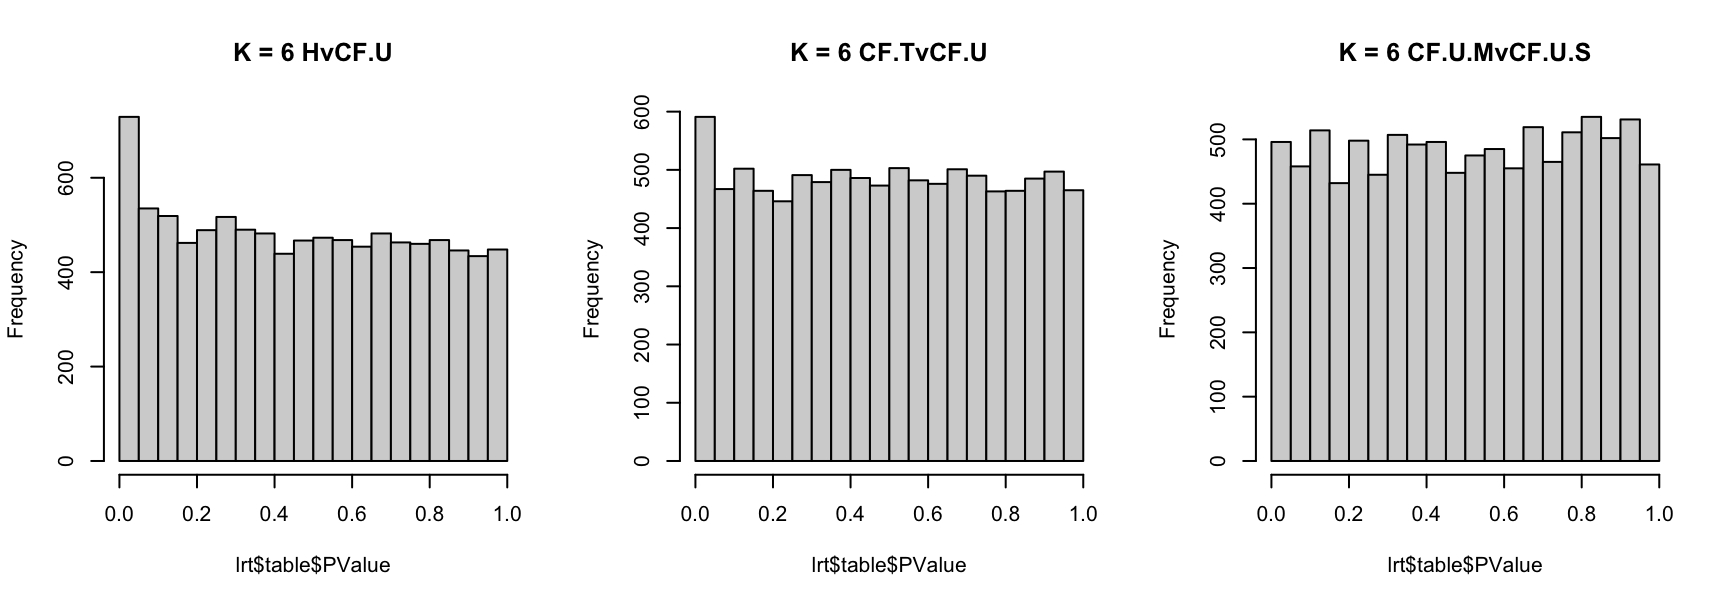 K = 6 HvCF.U
Frequency
0
200
400
600
0.0 0.2 0.4 0.6 0.8 1.0
lrt$table$PValue
K = 6 CF.TvCF.U
Frequency
0
100
200
300
400
500
600
0.0 0.2 0.4 0.6 0.8 1.0
lrt$table$PValue
K = 6 CF.U.MvCF.U.S
Frequency
0
100
200
300
400
500
0.0 0.2 0.4 0.6 0.8 1.0
lrt$table$PValue